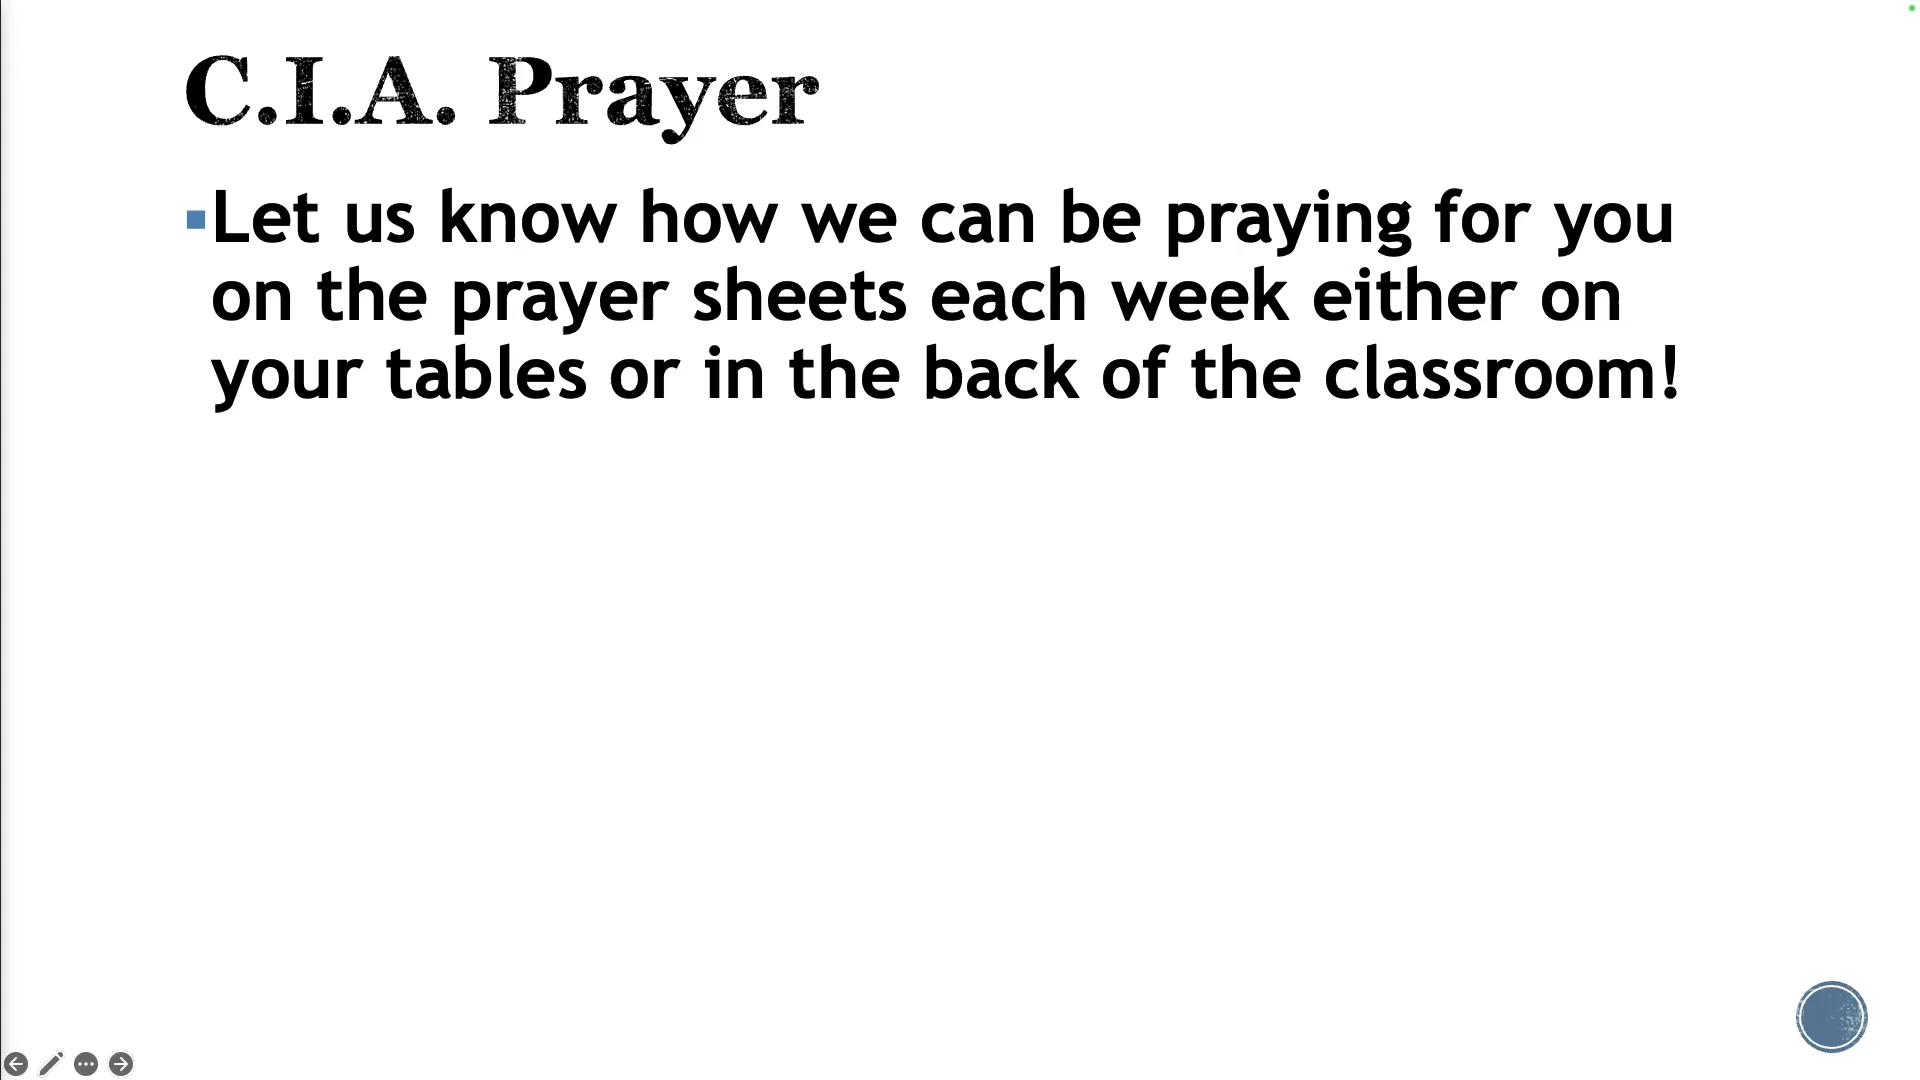 C.I.A. Prayer
Let us know how we can be praying for you
on the prayer sheets each week either on
your tables or in the back of the classroom!